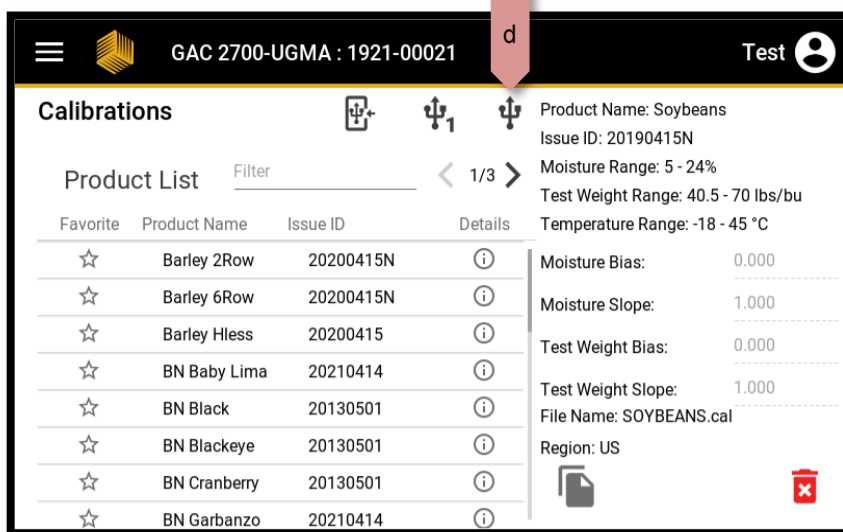 d
GAC 2700-UGMA : 1921-00021
Test
Calibrations
1
Product List
Filter
1/3
Favorite Product Name Issue ID Details
Barley 2Row 20200415N
Barley 6Row 20200415N
Barley Hless 20200415
BN Baby Lima 20210414
BN Black 20130501
BN Blackeye 20130501
BN Cranberry 20130501
BN Garbanzo 20210414
Product Name: Soybeans
Issue ID: 20190415N
Moisture Range: 5 - 24%
Test Weight Range: 40.5 - 70 lbs/bu
Temperature Range: -18 - 45 °C
Moisture Bias: 0.000
Moisture Slope: 1.000
Test Weight Bias: 0.000
Test Weight Slope: 1.000
File Name: SOYBEANS.cal
Region: US